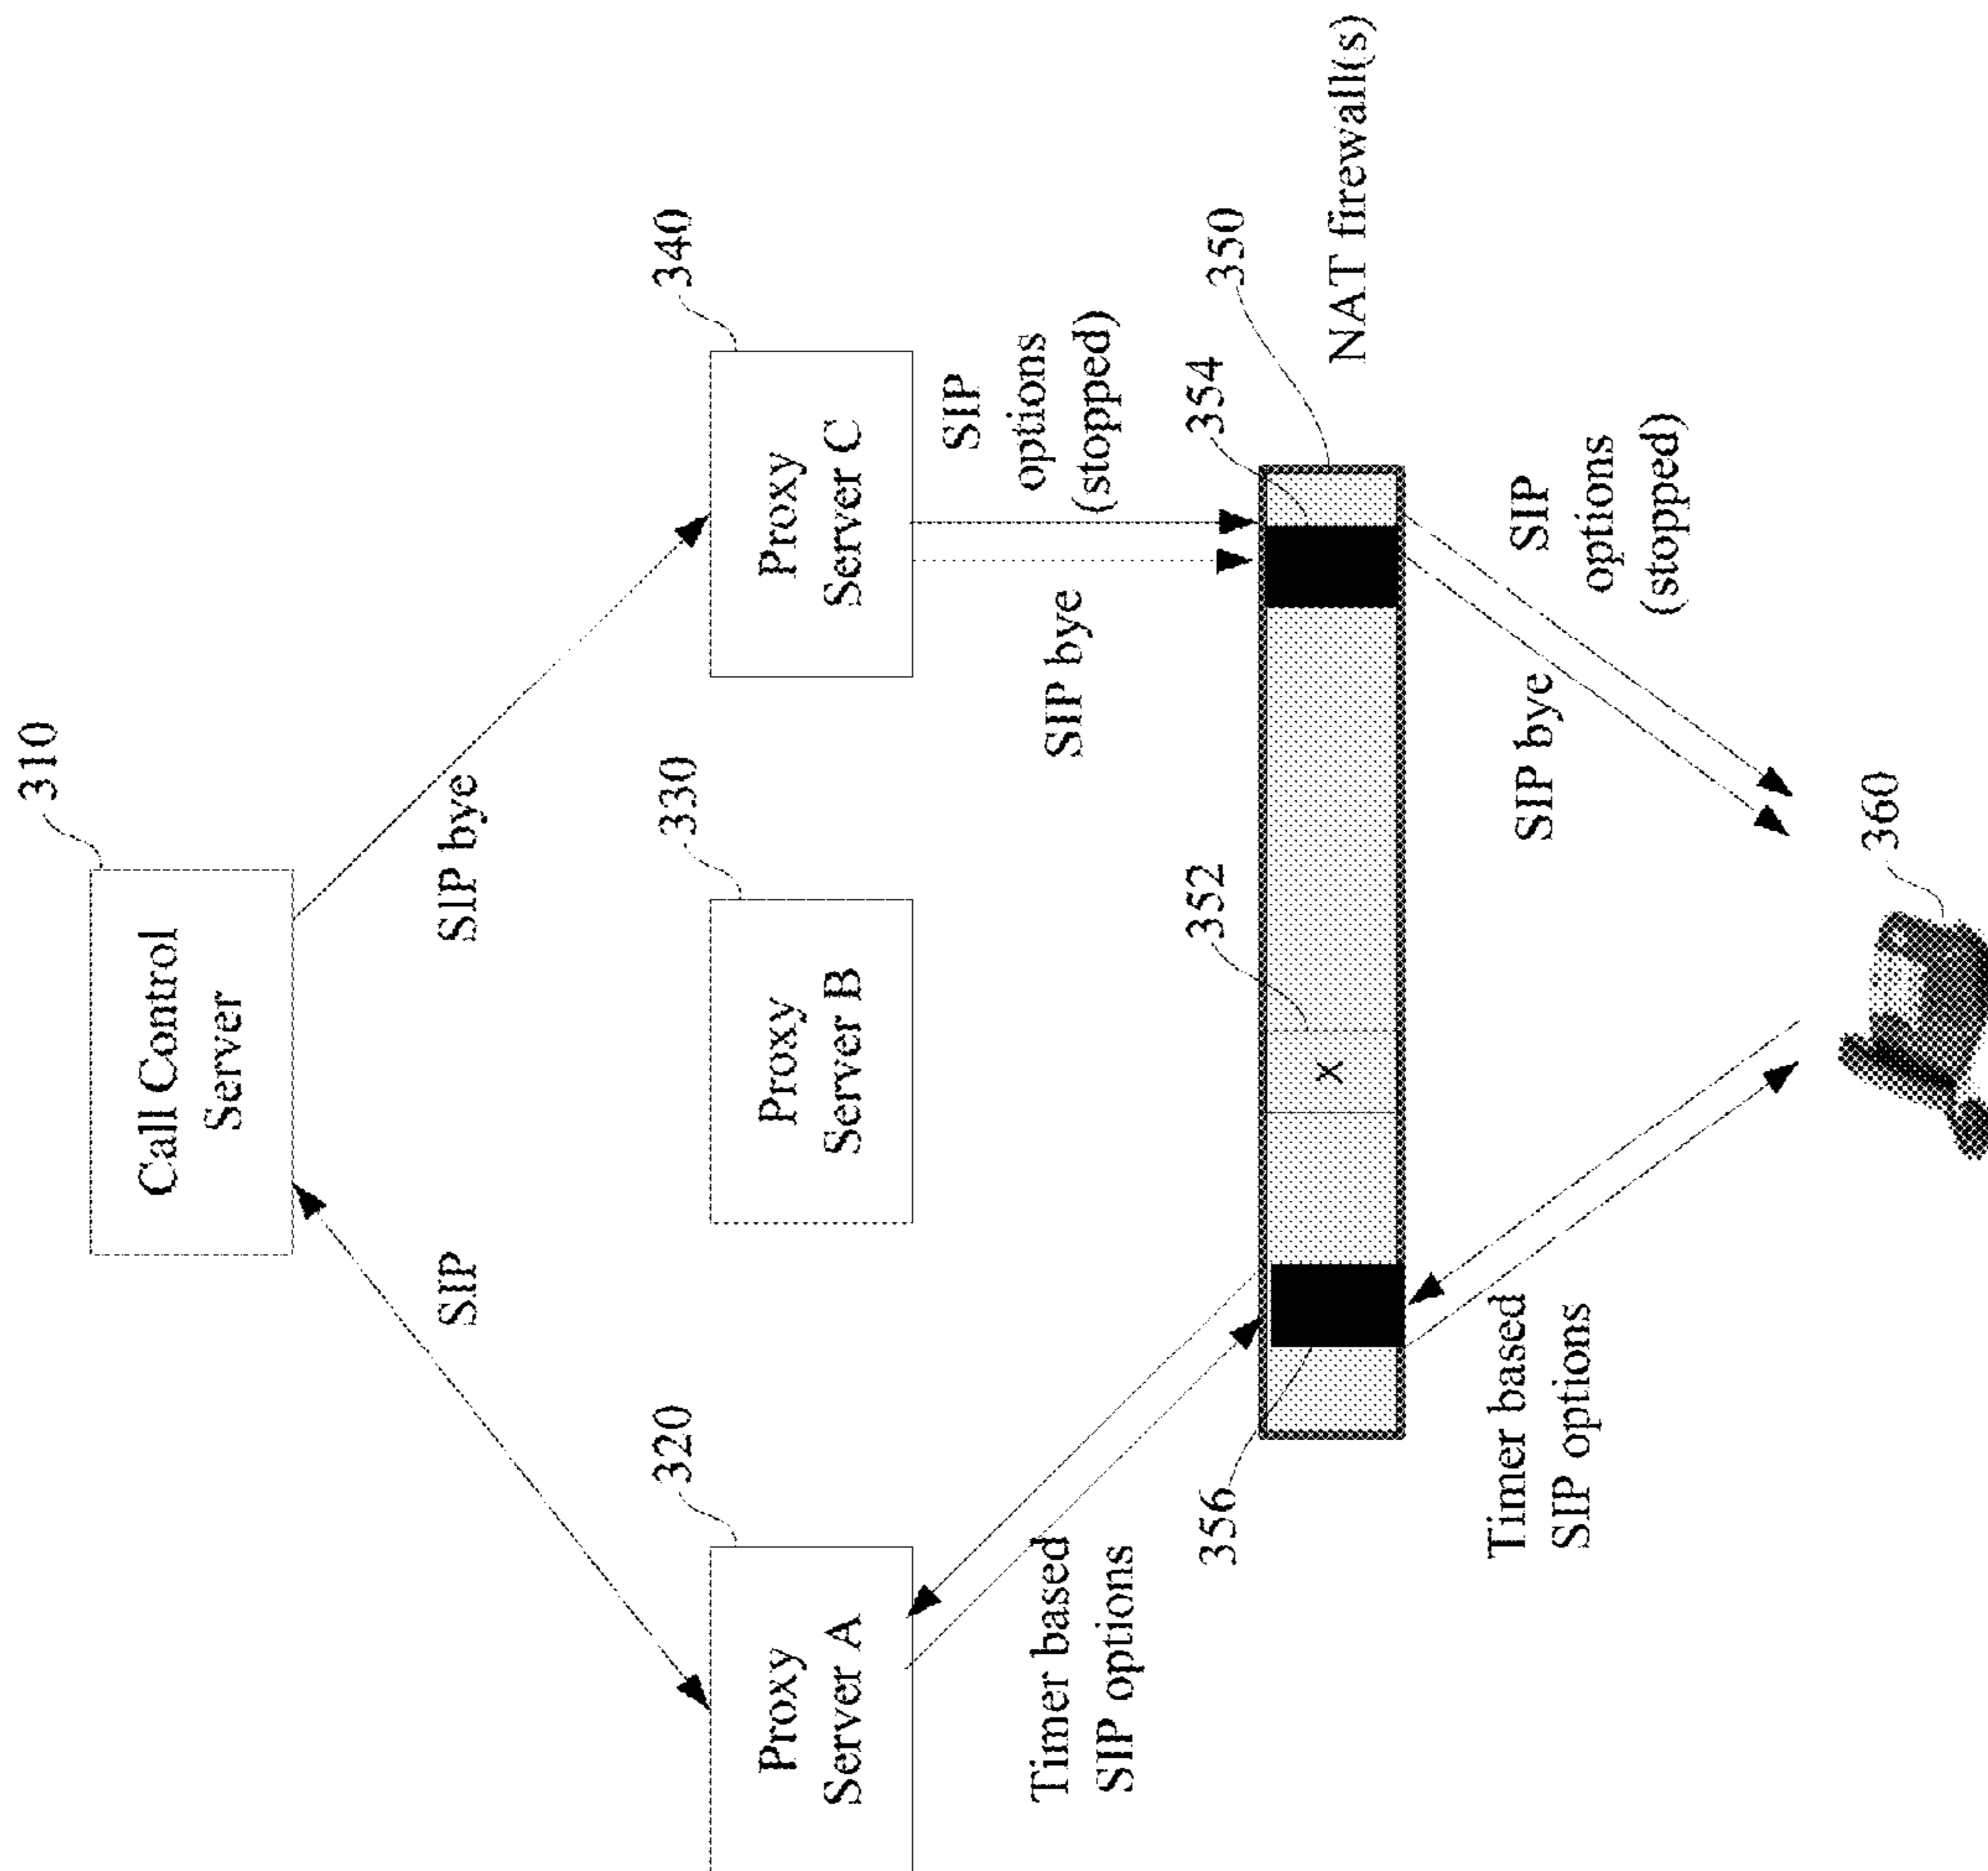 310
Call Control
Server
SIP
SIP bye
320
330
340
Proxy
Server A
Proxy
Server B
Proxy
Server C
Timer based
SIP options
SIP bye
SIP
options
(stopped)
356
352
354
350
x
NAT firewall(s)
Timer based
SIP options
SIP bye
SIP
options
(stopped)
360